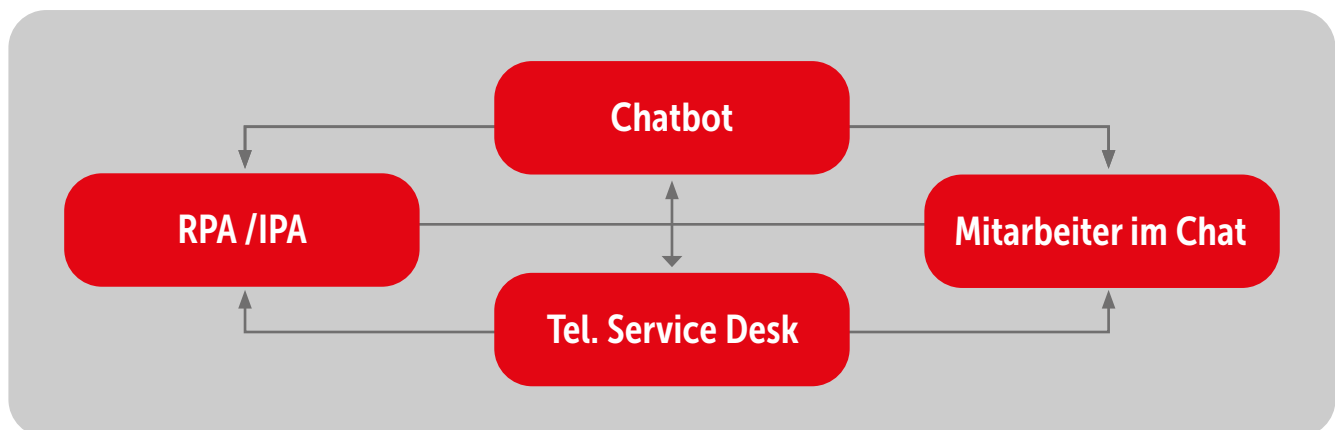 Chatbot
RPA /IPA
Mitarbeiter im Chat
Tel. Service Desk